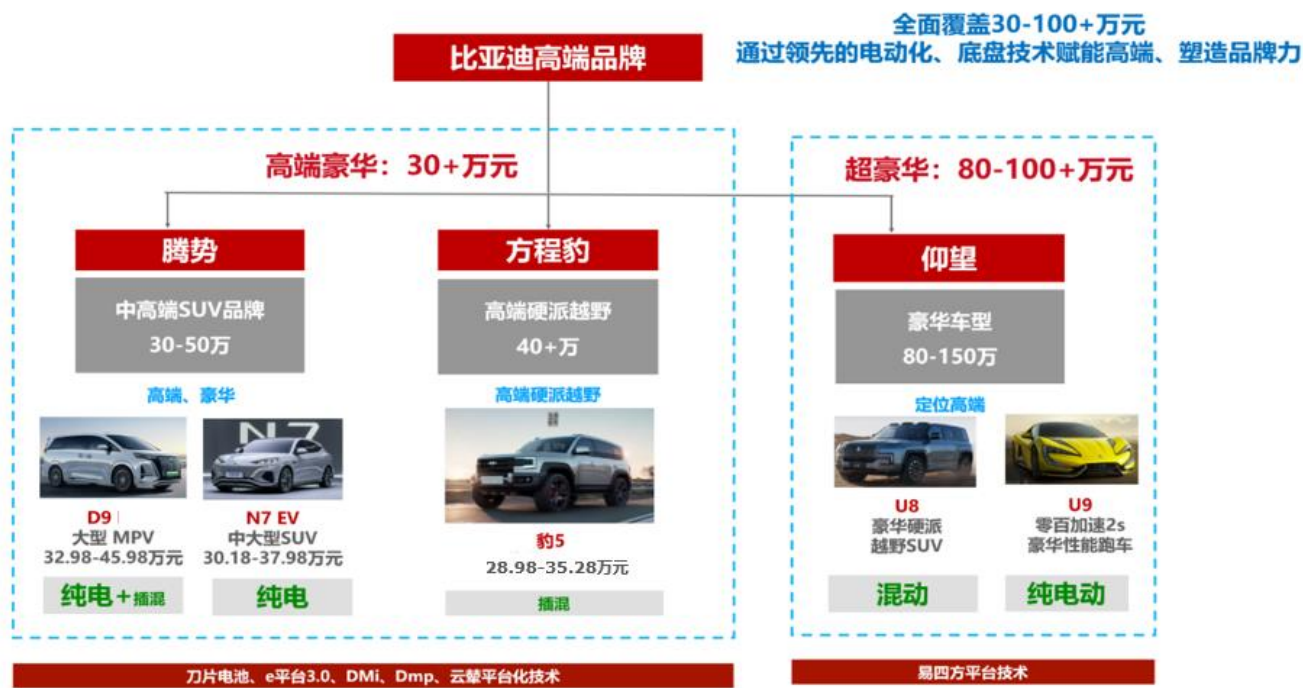 全面覆盖30-100+万元
通过领先的电动化、底盘技术赋能高端、塑造品牌力
比亚迪高端品牌
高端豪华：30+万元
腾势
中高端SUV品牌
30-50万
高端、豪华
N7
D9
大型 MPV
32.98-45.98万元
纯电+插混
N7 EV
中大型SUV
30.18-37.98万元
纯电
方程豹
高端硬派越野
40+万
高端硬派越野
豹5
28.98-35.28万元
插混
刀片电池、e平台3.0、DMi、Dmp、云辇平台化技术
超豪华：80-100+万元
仰望
豪华车型
80-150万
定位高端
U8
豪华硬派
越野SUV
混动
U9
零百加速2s
豪华性能跑车
纯电动
易四方平台技术